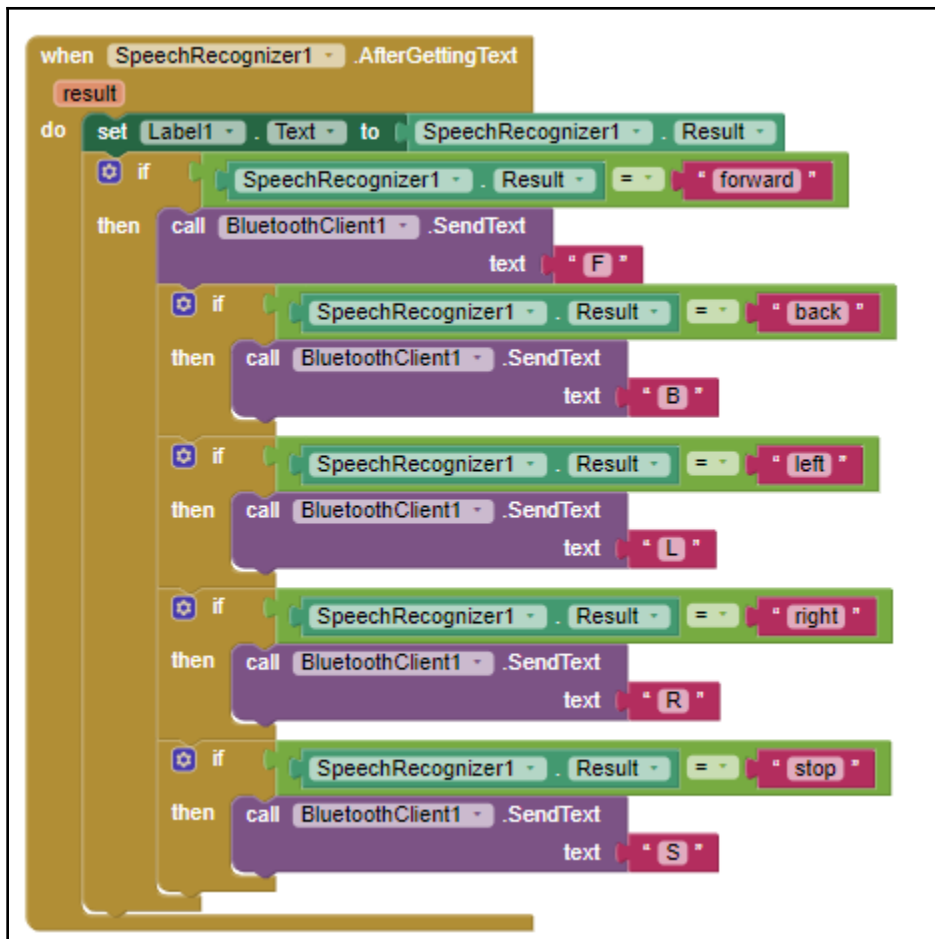 when SpeechRecognizer1 .AfterGettingText
result
do set Label1 . Text to SpeechRecognizer1 . Result
if SpeechRecognizer1 . Result = " forward "
then call BluetoothClient1 .SendText
text " F "
if SpeechRecognizer1 . Result = " back "
then call BluetoothClient1 .SendText
text " B "
if SpeechRecognizer1 . Result = " left "
then call BluetoothClient1 .SendText
text " L "
if SpeechRecognizer1 . Result = " right "
then call BluetoothClient1 .SendText
text " R "
if SpeechRecognizer1 . Result = " stop "
then call BluetoothClient1 .SendText
text " S "